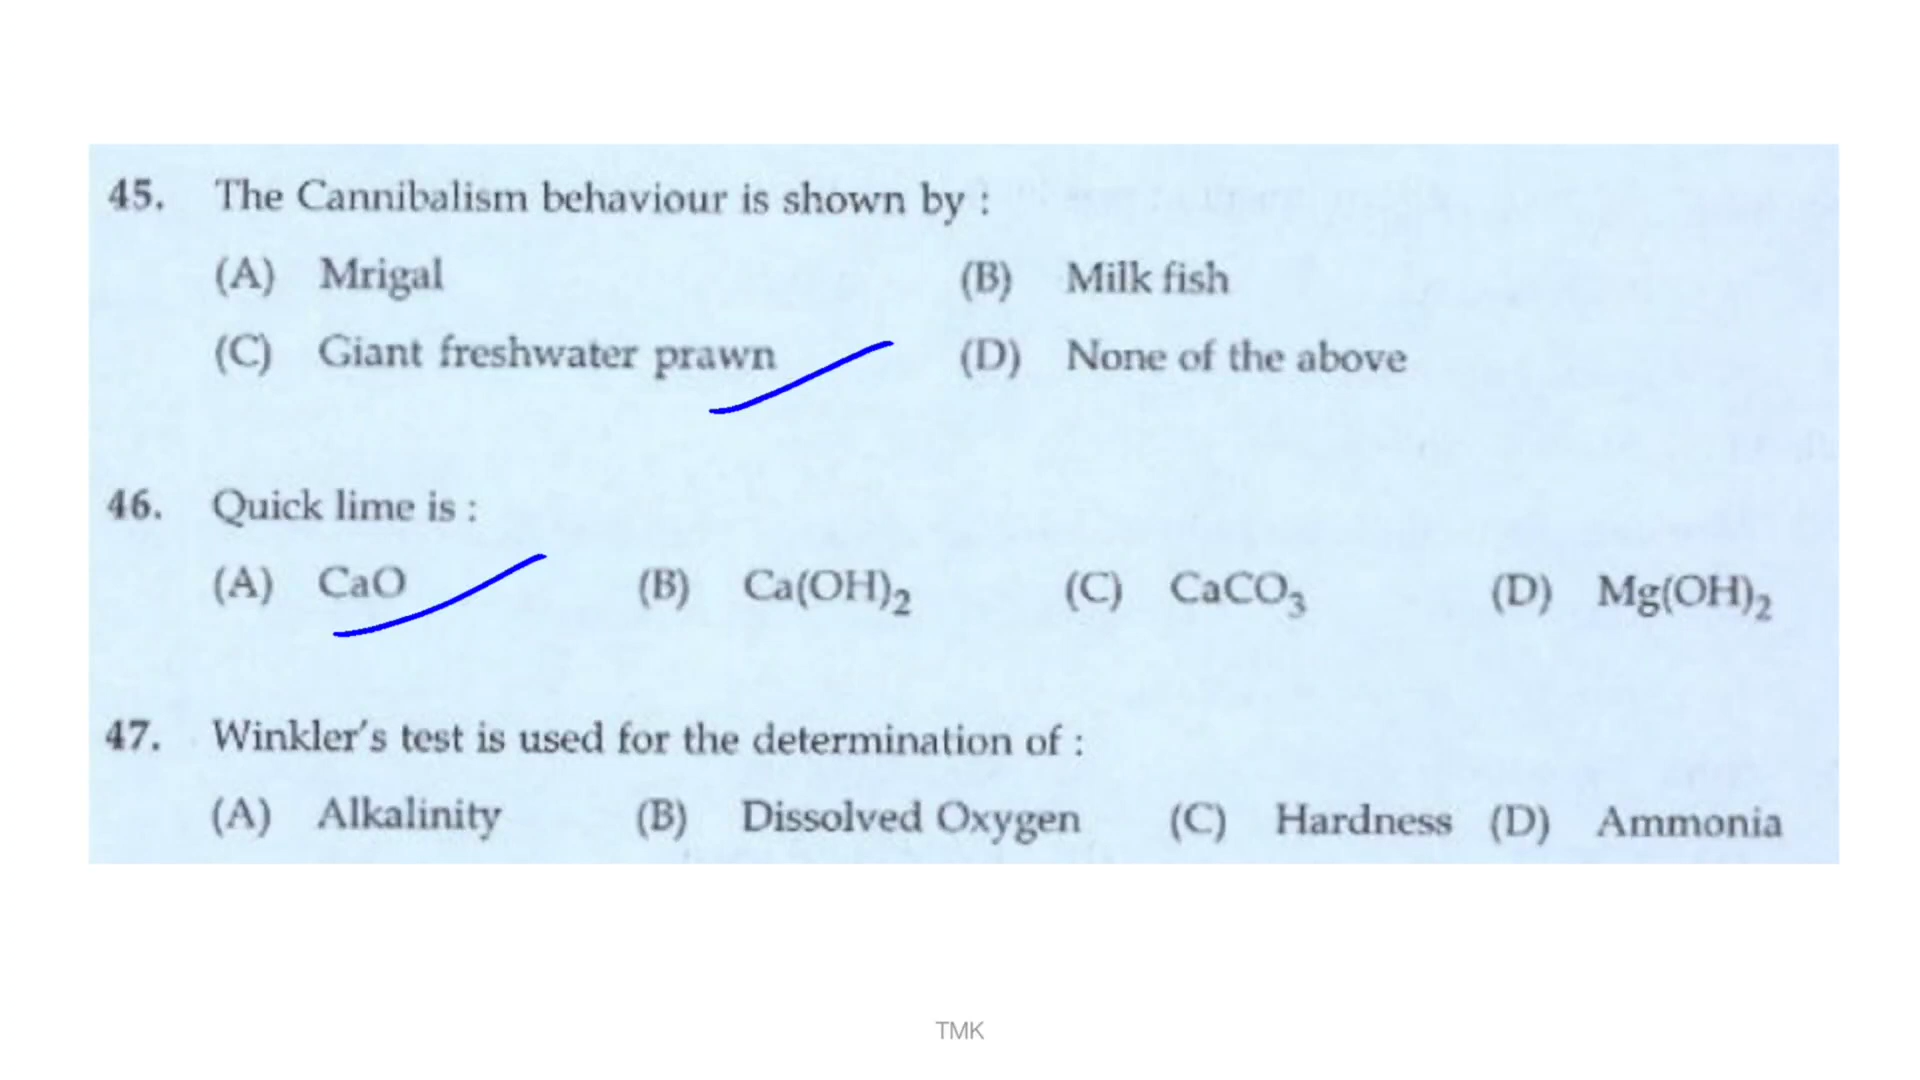 45. The Cannibalism behaviour is shown by :
(A) Mrigal (B) Milk fish
(C) Giant freshwater prawn (D) None of the above
46. Quick lime is :
(A) CaO (B) Ca(OH)₂ (C) CaCO₃ (D) Mg(OH)₂
47. Winkler's test is used for the determination of :
(A) Alkalinity (B) Dissolved Oxygen (C) Hardness (D) Ammonia
TMK